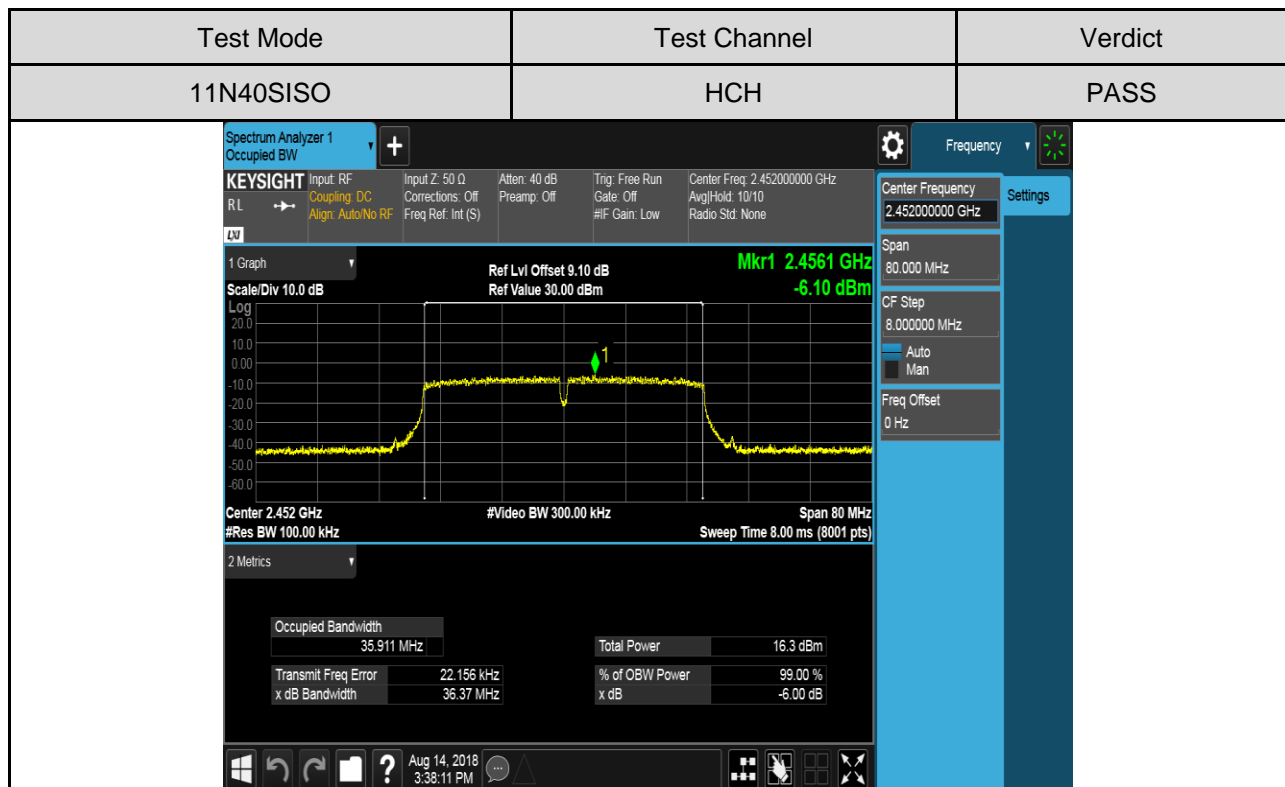 Test Mode Test Channel Verdict
11N40SISO HCH PASS
Spectrum Analyzer 1
Occupied BW
+
Frequency
KEYSIGHT
RL
LXI
Input: RF
Coupling: DC
Align: Auto/No RF
Input Z: 50 Ω
Corrections: Off
Freq Ref: Int (S)
Atten: 40 dB
Preamp: Off
Trig: Free Run
Gate: Off
#IF Gain: Low
Center Freq: 2.452000000 GHz
Avg|Hold: 10/10
Radio Std: None
Center Frequency
2.452000000 GHz
Settings
Span
80.000 MHz
CF Step
8.000000 MHz
Auto
Man
Freq Offset
0 Hz
1 Graph
Scale/Div 10.0 dB
Ref Lvl Offset 9.10 dB
Ref Value 30.00 dBm
Mkr1 2.4561 GHz
-6.10 dBm
Log
20.0
10.0
0.00
-10.0
-20.0
-30.0
-40.0
-50.0
-60.0
1
Center 2.452 GHz #Video BW 300.00 kHz Span 80 MHz
#Res BW 100.00 kHz Sweep Time 8.00 ms (8001 pts)
2 Metrics
Occupied Bandwidth
35.911 MHz
Total Power 16.3 dBm
Transmit Freq Error 22.156 kHz % of OBW Power 99.00 %
x dB Bandwidth 36.37 MHz x dB -6.00 dB
?
Aug 14, 2018
3:38:11 PM